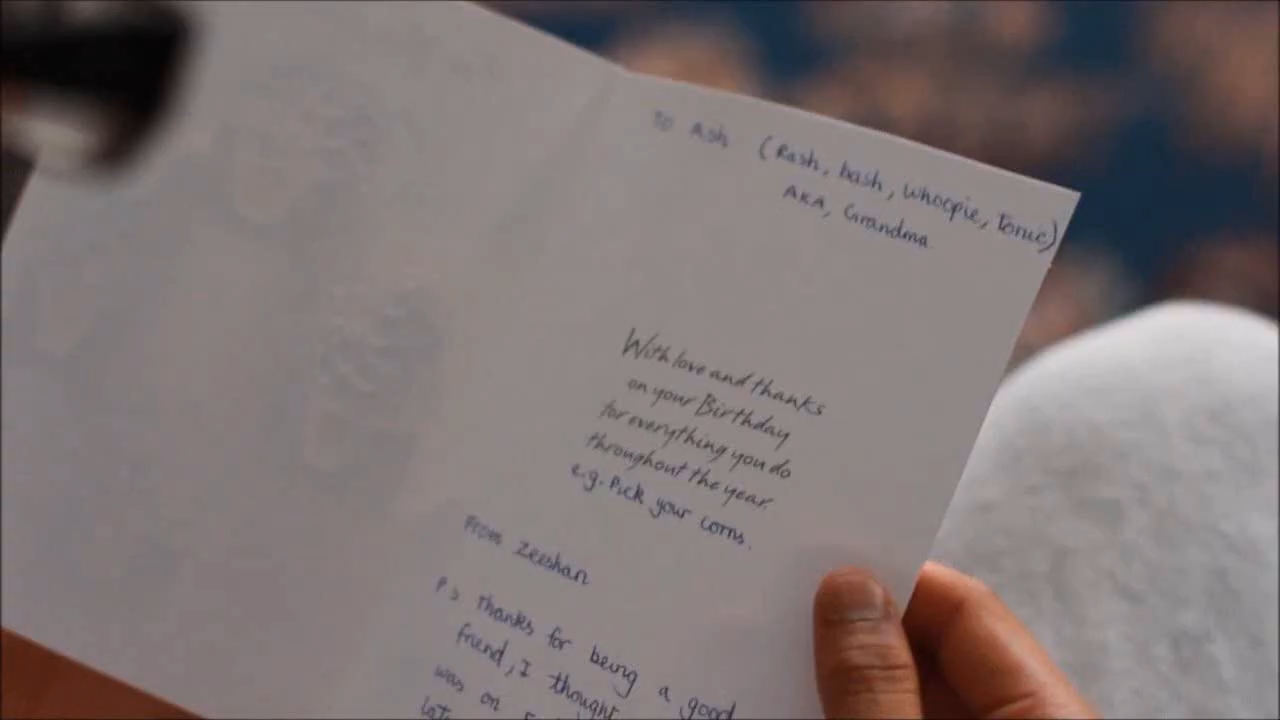 To Ash (Rash, bash, whoopie, Tonic)
AKA, Grandma
With love and thanks
on your Birthday
for everything you do
throughout the year.
e.g. Pick your corns.
From Zeeshan
P.s thanks for being a good
friend, I thought
was on